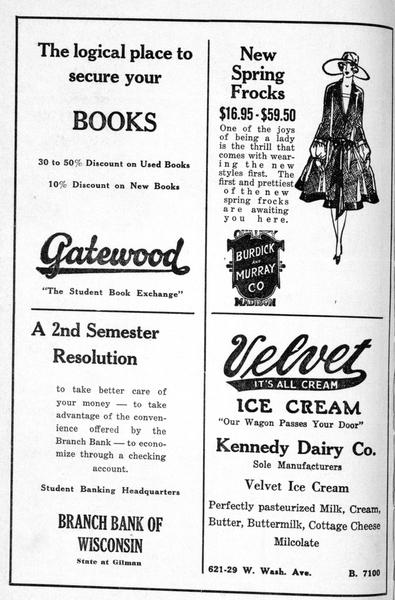 The logical place to
secure your
BOOKS
30 to 50% Discount on Used Books
10% Discount on New Books
Gatewood
"The Student Book Exchange"
New
Spring
Frocks
$16.95 - $59.50
One of the joys
of being a lady
is the thrill that
comes with wear-
ing the new
styles first. The
first and prettiest
of the new
spring frocks
are awaiting
you here.
BURDICK
AND
MURRAY
CO
MADISON
A 2nd Semester
Resolution
to take better care of
your money — to take
advantage of the conven-
ience offered by the
Branch Bank — to econo-
mize through a checking
account.
Student Banking Headquarters
BRANCH BANK OF
WISCONSIN
State at Gilman
Velvet
IT'S ALL CREAM
ICE CREAM
"Our Wagon Passes Your Door"
Kennedy Dairy Co.
Sole Manufacturers
Velvet Ice Cream
Perfectly pasteurized Milk, Cream,
Butter, Buttermilk, Cottage Cheese
Milcolate
621-29 W. Wash. Ave. B. 7100